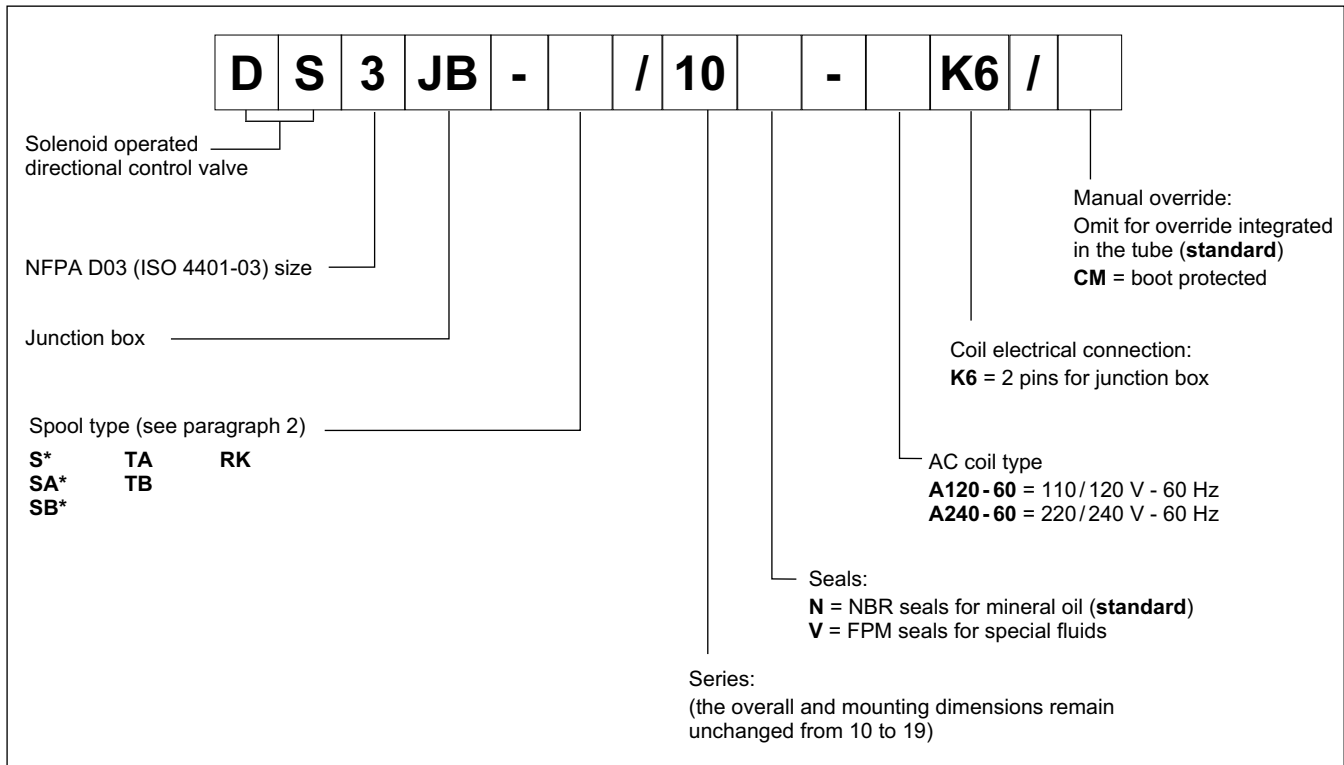 D S 3 JB - / 10 - K6 /
Solenoid operated
directional control valve
NFPA D03 (ISO 4401-03) size
Junction box
Spool type (see paragraph 2)
S* TA RK
SA* TB
SB*
Manual override:
Omit for override integrated
in the tube (standard)
CM = boot protected
Coil electrical connection:
K6 = 2 pins for junction box
AC coil type
A120-60 = 110/120 V - 60 Hz
A240-60 = 220/240 V - 60 Hz
Seals:
N = NBR seals for mineral oil (standard)
V = FPM seals for special fluids
Series:
(the overall and mounting dimensions remain
unchanged from 10 to 19)